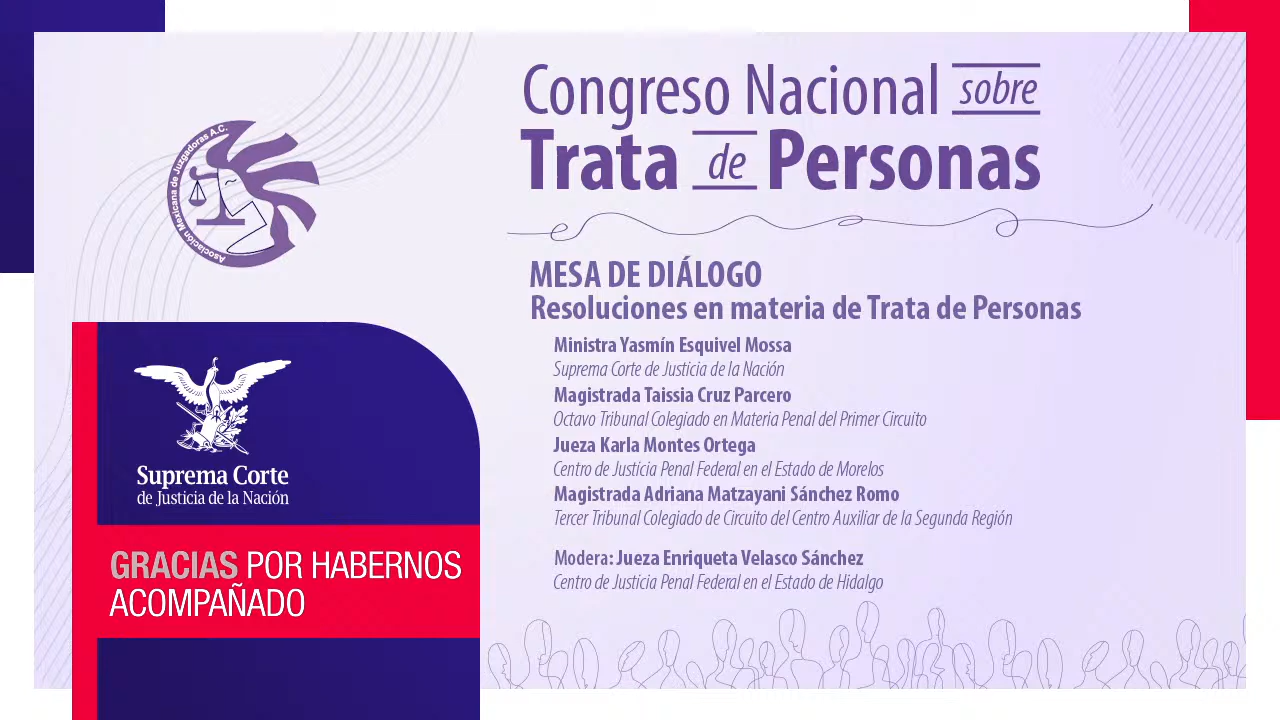 Asociación Mexicana de Juzgadoras A.C.
Suprema Corte
de Justicia de la Nación
GRACIAS POR HABERNOS
ACOMPAÑADO
Congreso Nacional sobre
Trata de Personas
MESA DE DIÁLOGO
Resoluciones en materia de Trata de Personas
Ministra Yasmín Esquivel Mossa
Suprema Corte de Justicia de la Nación
Magistrada Taissia Cruz Parcero
Octavo Tribunal Colegiado en Materia Penal del Primer Circuito
Jueza Karla Montes Ortega
Centro de Justicia Penal Federal en el Estado de Morelos
Magistrada Adriana Matzayani Sánchez Romo
Tercer Tribunal Colegiado de Circuito del Centro Auxiliar de la Segunda Región
Modera: Jueza Enriqueta Velasco Sánchez
Centro de Justicia Penal Federal en el Estado de Hidalgo